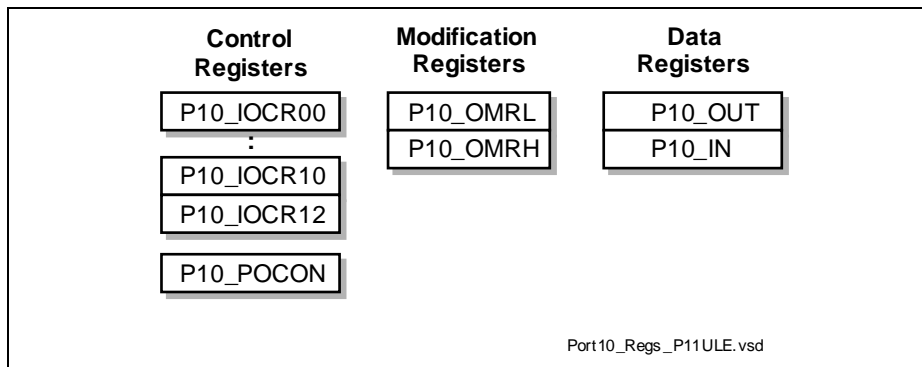 Control
Registers
P10_IOCR00
:
P10_IOCR10
P10_IOCR12
P10_POCON
Modification
Registers
P10_OMRL
P10_OMRH
Data
Registers
P10_OUT
P10_IN
Port10_Regs_P11ULE.vsd